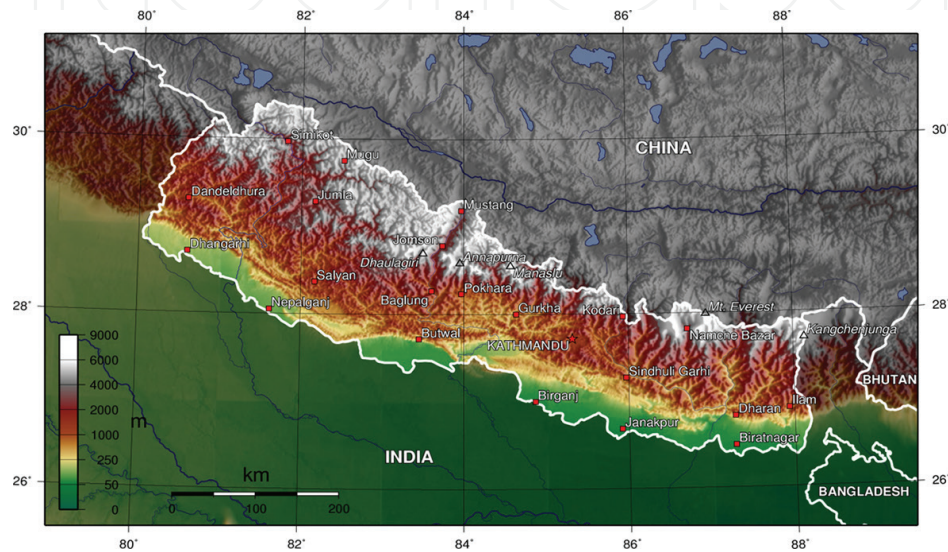 80° 82° 84° 86° 88°
30° 30°
CHINA
Simikot
Mugu
Dandeldhura
Jumla
Mustang
Dhangarhi
Jomsom
Dhaulagiri
Annapurna
Manaslu
Salyan
Nepalganj
Baglung
Pokhara
Gurkha
Kodari
Mt. Everest
28° 28°
Butwal
KATHMANDU
Namche Bazar
Kangchenjunga
9000
6000
4000
2000
1000
250
50
0
m
Sindhuli Garhi
BHUTAN
Birganj
Dharan
Ilam
Janakpur
Biratnagar
INDIA
BANGLADESH
km
0 100 200
26° 26°
80° 82° 84° 86° 88°